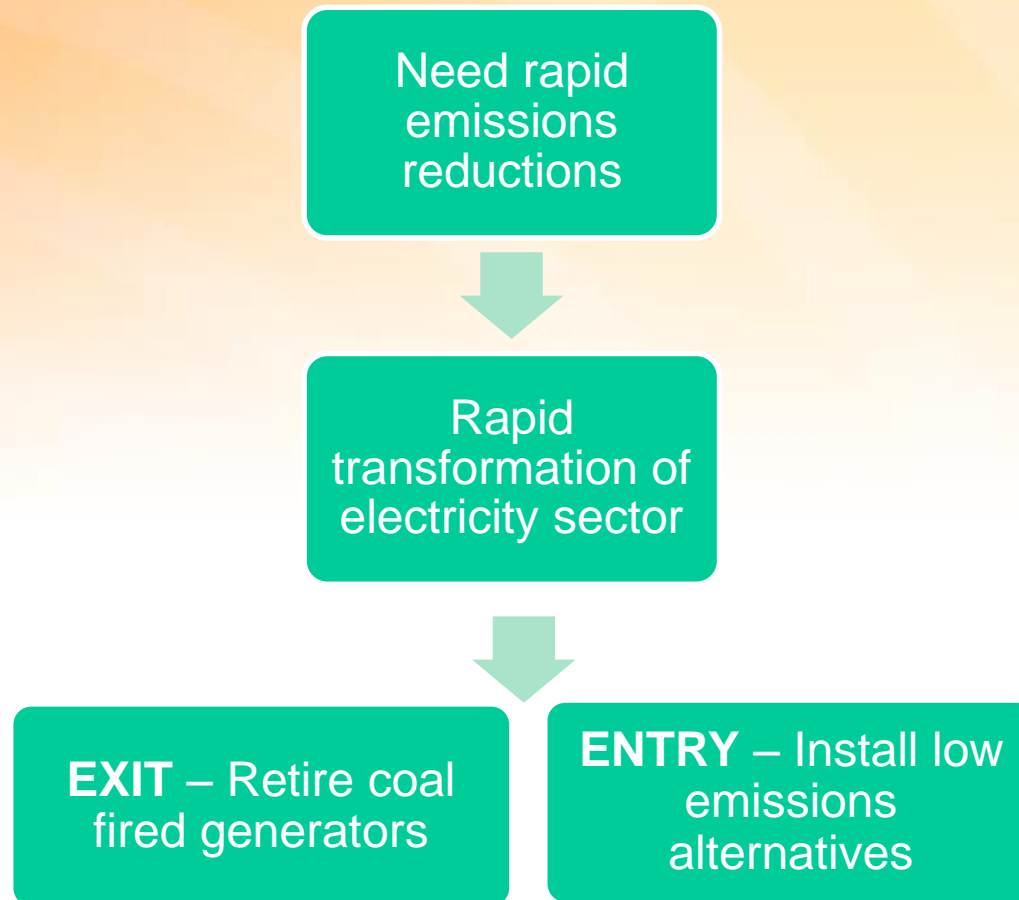 Need rapid
emissions
reductions
Rapid
transformation of
electricity sector
EXIT – Retire coal
fired generators
ENTRY – Install low
emissions
alternatives